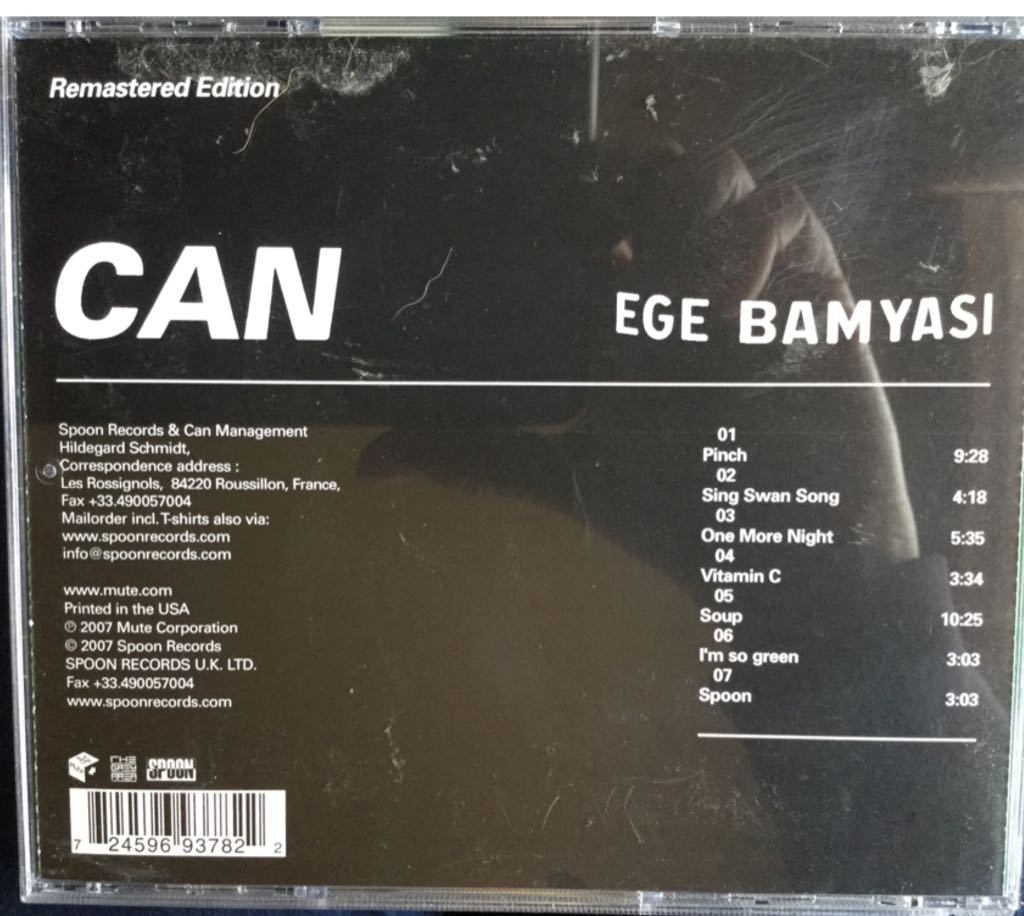 Remastered Edition
CAN
EGE BAMYASI
Spoon Records & Can Management
Hildegard Schmidt,
Correspondence address :
Les Rossignols, 84220 Roussillon, France,
Fax +33.490057004
Mailorder incl. T-shirts also via:
www.spoonrecords.com
info@spoonrecords.com
www.mute.com
Printed in the USA
℗ 2007 Mute Corporation
© 2007 Spoon Records
SPOON RECORDS U.K. LTD.
Fax +33.490057004
www.spoonrecords.com
01
Pinch 9:28
02
Sing Swan Song 4:18
03
One More Night 5:35
04
Vitamin C 3:34
05
Soup 10:25
06
I'm so green 3:03
07
Spoon 3:03
THE
GREY
AREA
SPOON
7 24596 93782 2